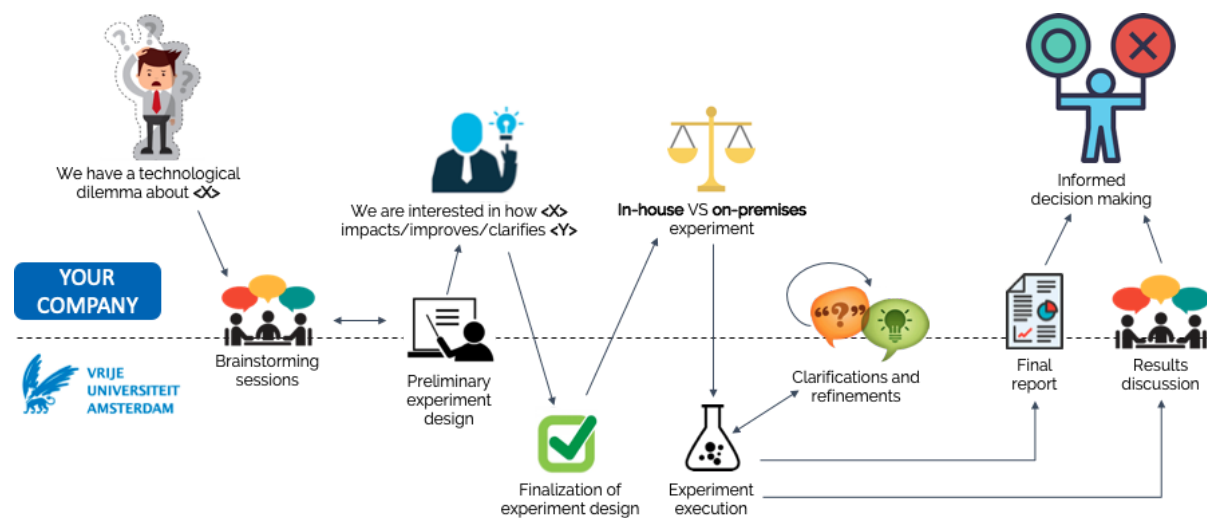 We have a technological
dilemma about <X>
We are interested in how <X>
impacts/improves/clarifies <Y>
In-house VS on-premises
experiment
Informed
decision making
YOUR
COMPANY
VRIJE
UNIVERSITEIT
AMSTERDAM
Brainstorming
sessions
Preliminary
experiment
design
Clarifications and
refinements
Final
report
Results
discussion
Finalization of
experiment design
Experiment
execution